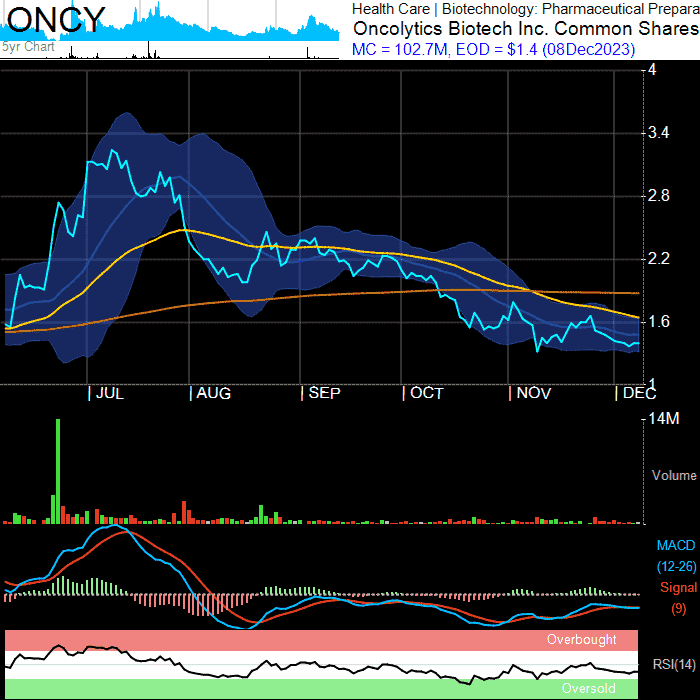 ONCY
5yr Chart
Health Care | Biotechnology: Pharmaceutical Prepara
Oncolytics Biotech Inc. Common Shares
MC = 102.7M, EOD = $1.4 (08Dec2023)
4
3.4
2.8
2.2
1.6
1
| JUL | AUG | SEP | OCT | NOV | DEC
14M
Volume
MACD
(12-26)
Signal
(9)
Overbought
RSI(14)
Oversold